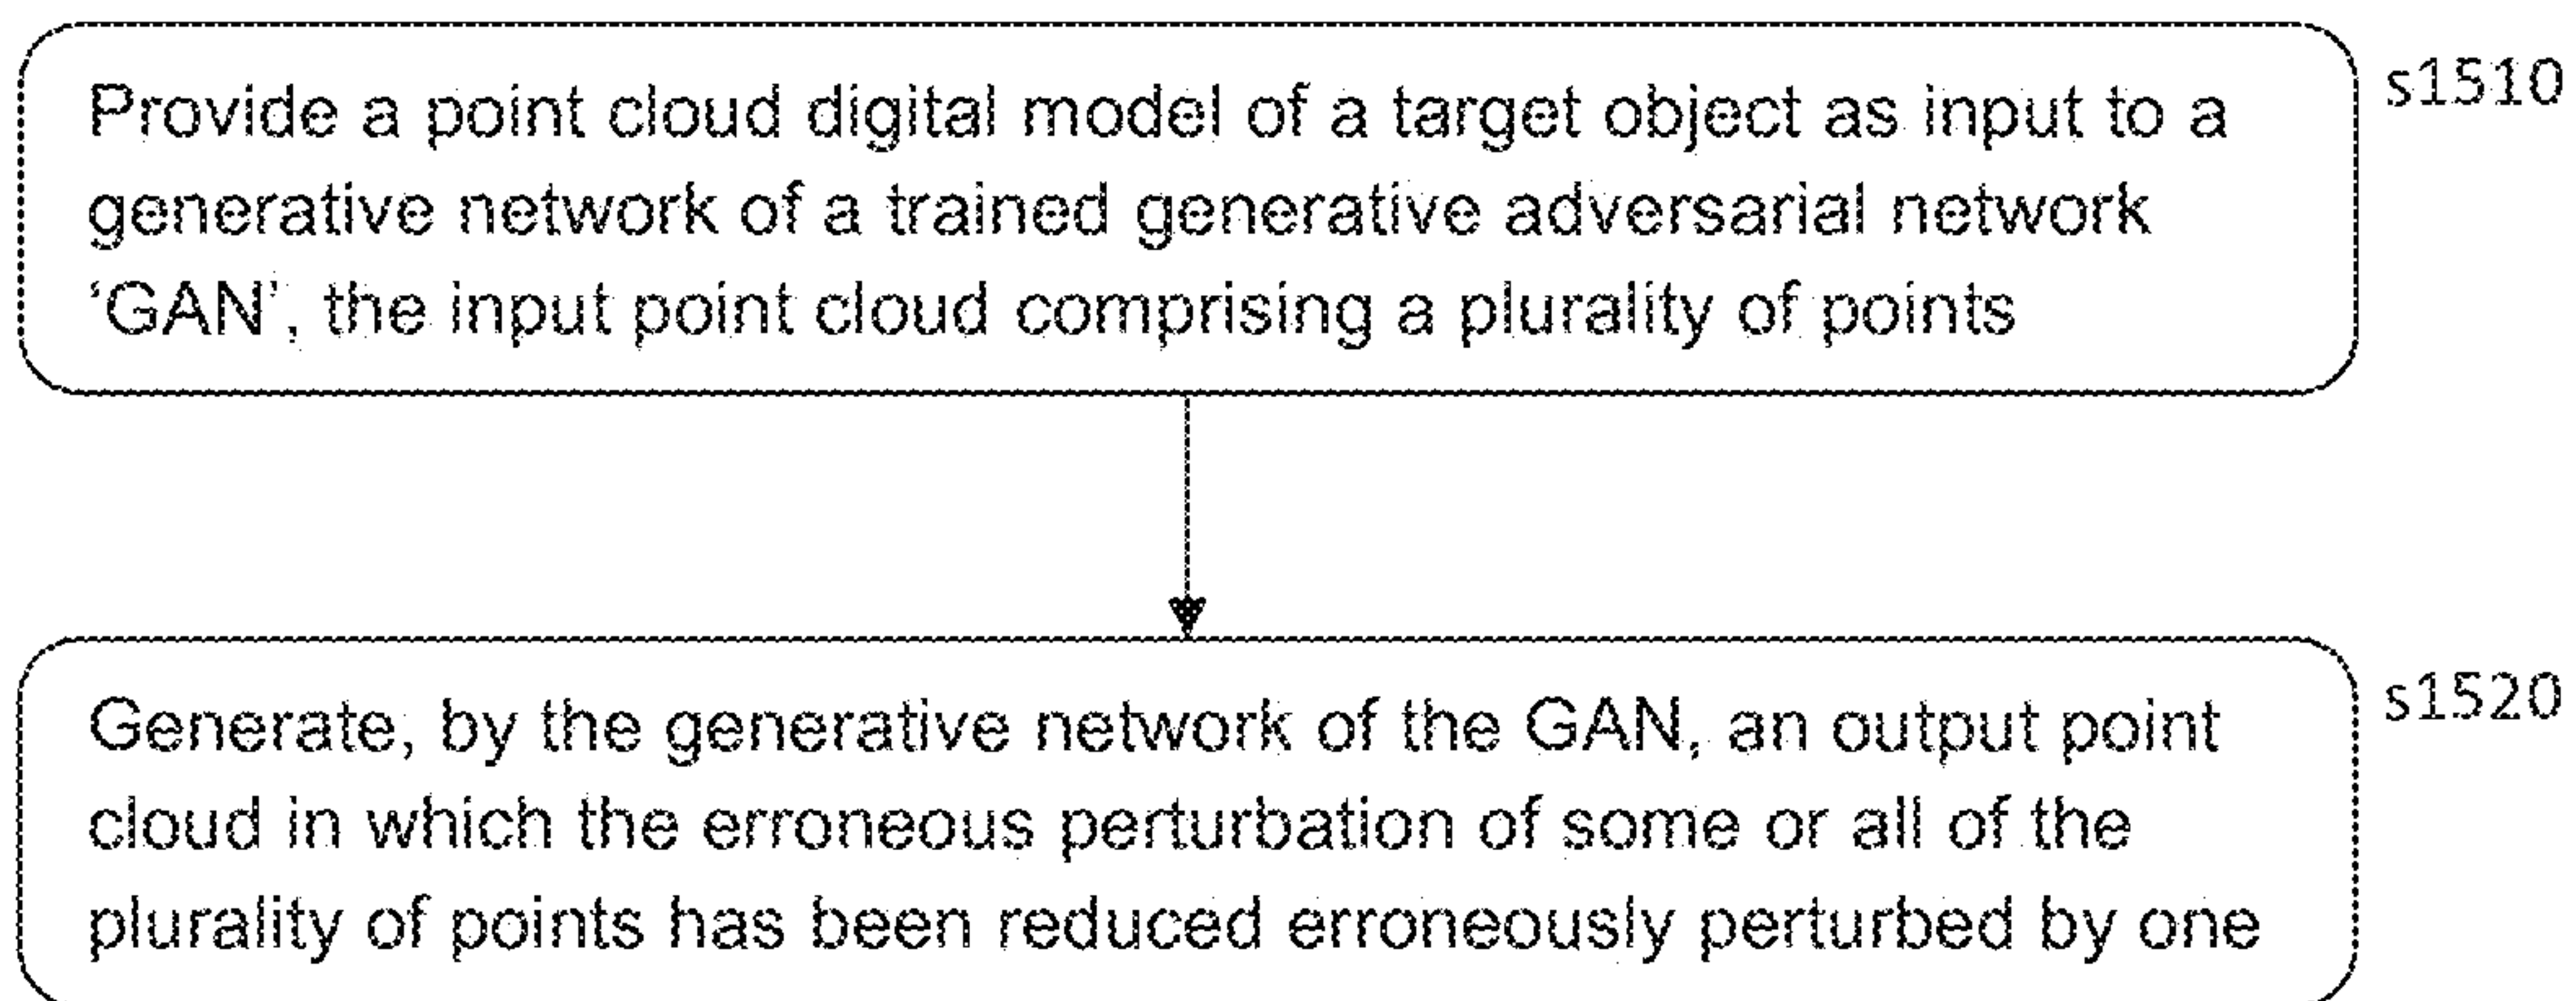 Provide a point cloud digital model of a target object as input to a
s1510
generative network of a trained generative adversarial network
‘GAN’, the input point cloud comprising a plurality of points
Generate, by the generative network of the GAN, an output point
s1520
cloud in which the erroneous perturbation of some or all of the
plurality of points has been reduced erroneously perturbed by one